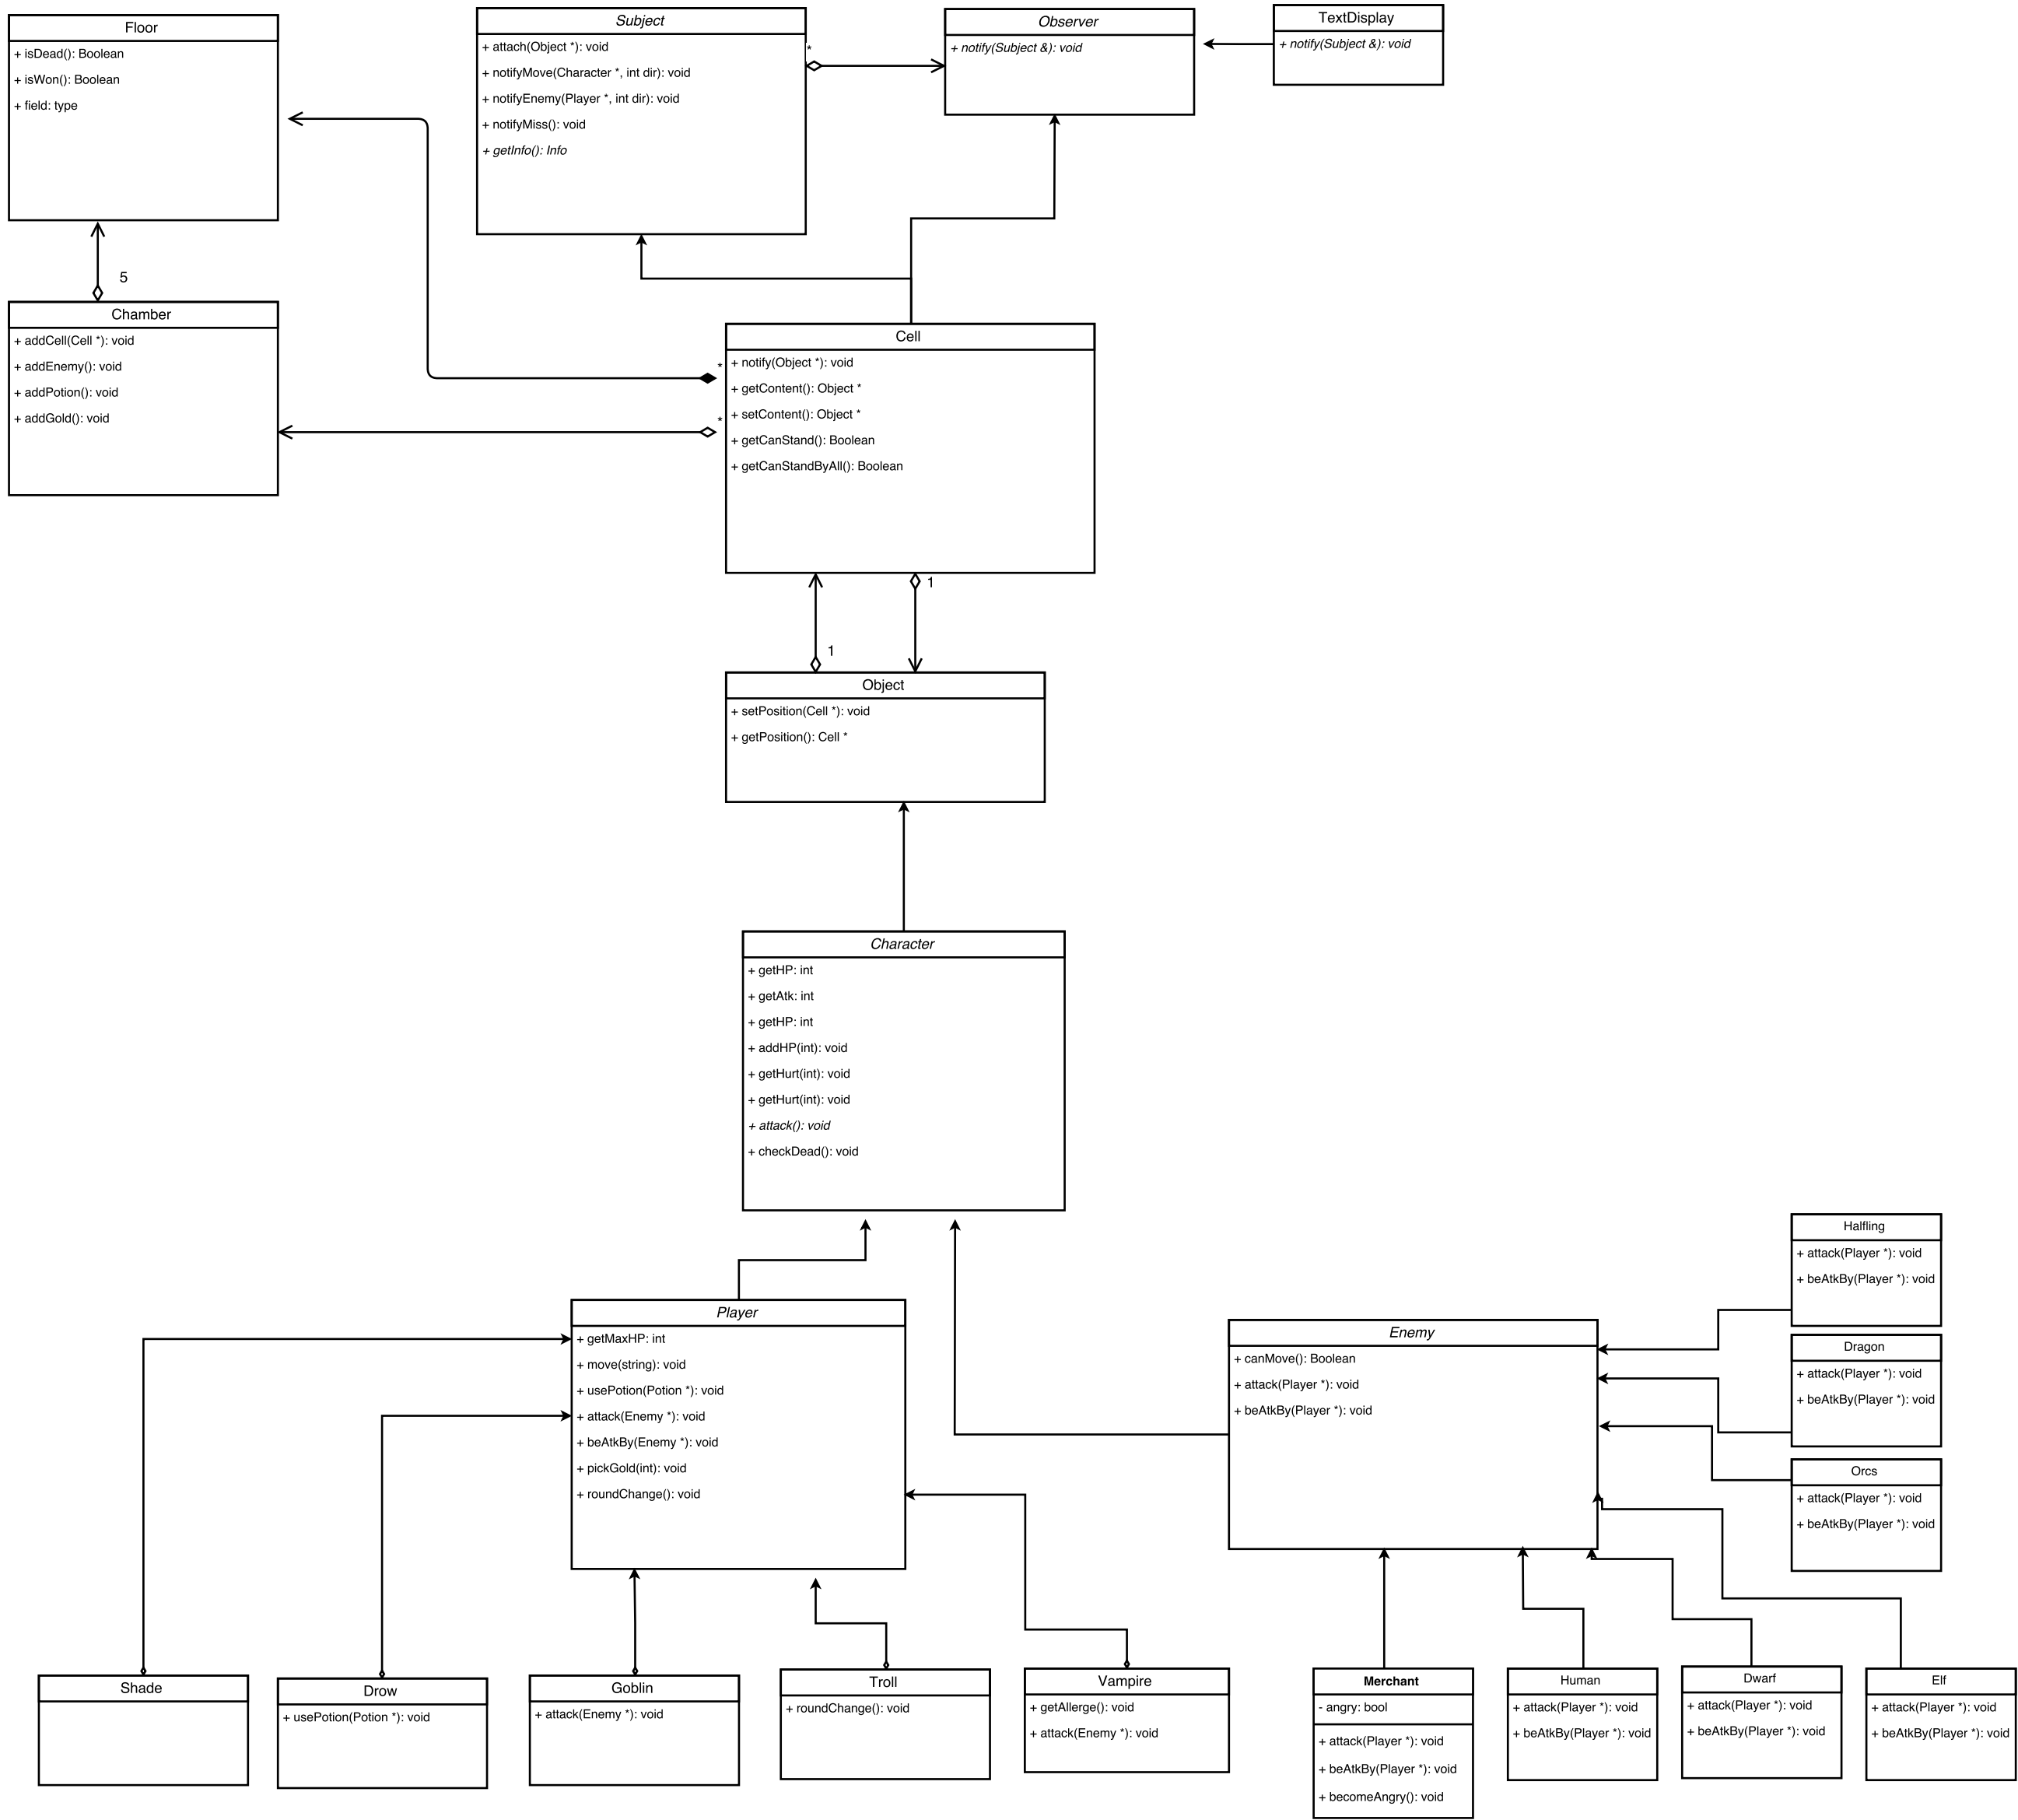 Floor
+ isDead(): Boolean
+ isWon(): Boolean
+ field: type
Subject
+ attach(Object *): void
+ notifyMove(Character *, int dir): void
+ notifyEnemy(Player *, int dir): void
+ notifyMiss(): void
+ getInfo(): Info
*
Observer
+ notify(Subject &): void
TextDisplay
+ notify(Subject &): void
5
Chamber
+ addCell(Cell *): void
+ addEnemy(): void
+ addPotion(): void
+ addGold(): void
*
*
Cell
+ notify(Object *): void
+ getContent(): Object *
+ setContent(): Object *
+ getCanStand(): Boolean
+ getCanStandByAll(): Boolean
1
1
Object
+ setPosition(Cell *): void
+ getPosition(): Cell *
Character
+ getHP: int
+ getAtk: int
+ getHP: int
+ addHP(int): void
+ getHurt(int): void
+ getHurt(int): void
+ attack(): void
+ checkDead(): void
Player
+ getMaxHP: int
+ move(string): void
+ usePotion(Potion *): void
+ attack(Enemy *): void
+ beAtkBy(Enemy *): void
+ pickGold(int): void
+ roundChange(): void
Enemy
+ canMove(): Boolean
+ attack(Player *): void
+ beAtkBy(Player *): void
Halfling
+ attack(Player *): void
+ beAtkBy(Player *): void
Dragon
+ attack(Player *): void
+ beAtkBy(Player *): void
Orcs
+ attack(Player *): void
+ beAtkBy(Player *): void
Shade
Drow
+ usePotion(Potion *): void
Goblin
+ attack(Enemy *): void
Troll
+ roundChange(): void
Vampire
+ getAllerge(): void
+ attack(Enemy *): void
Merchant
- angry: bool
+ attack(Player *): void
+ beAtkBy(Player *): void
+ becomeAngry(): void
Human
+ attack(Player *): void
+ beAtkBy(Player *): void
Dwarf
+ attack(Player *): void
+ beAtkBy(Player *): void
Elf
+ attack(Player *): void
+ beAtkBy(Player *): void